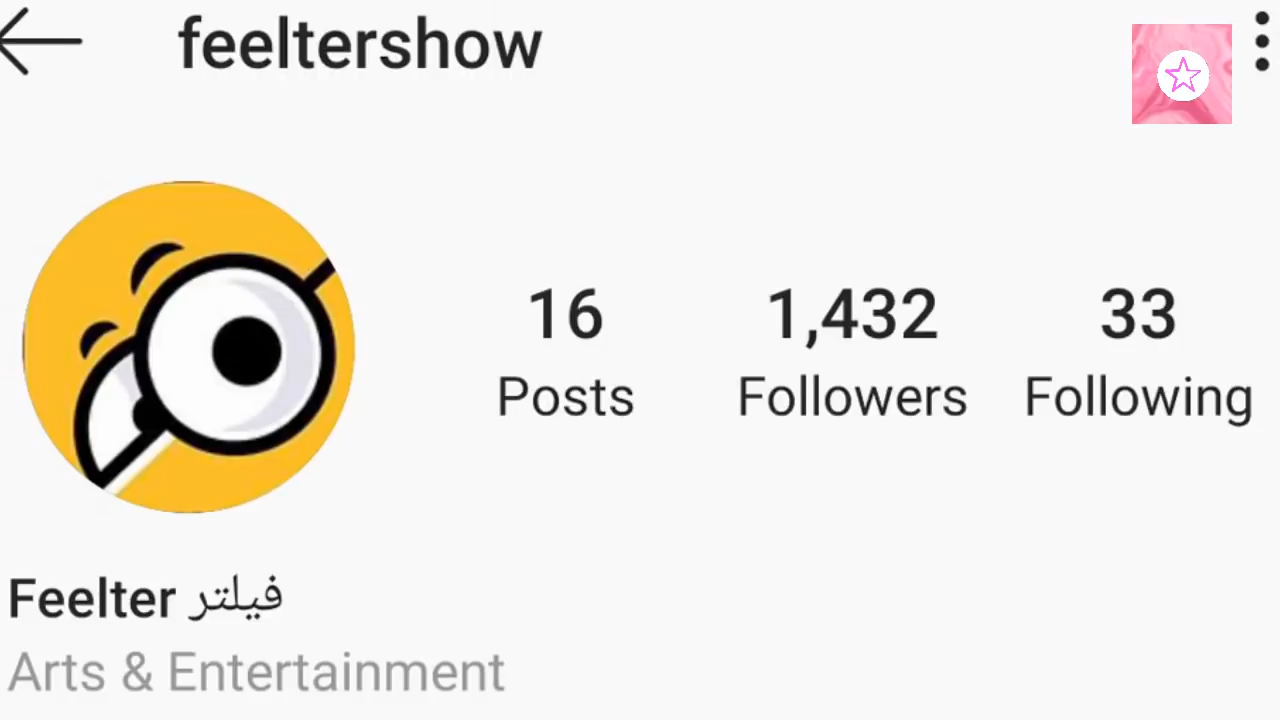 feeltershow
16 1,432 33
Posts Followers Following
Feelter فيلتر
Arts & Entertainment